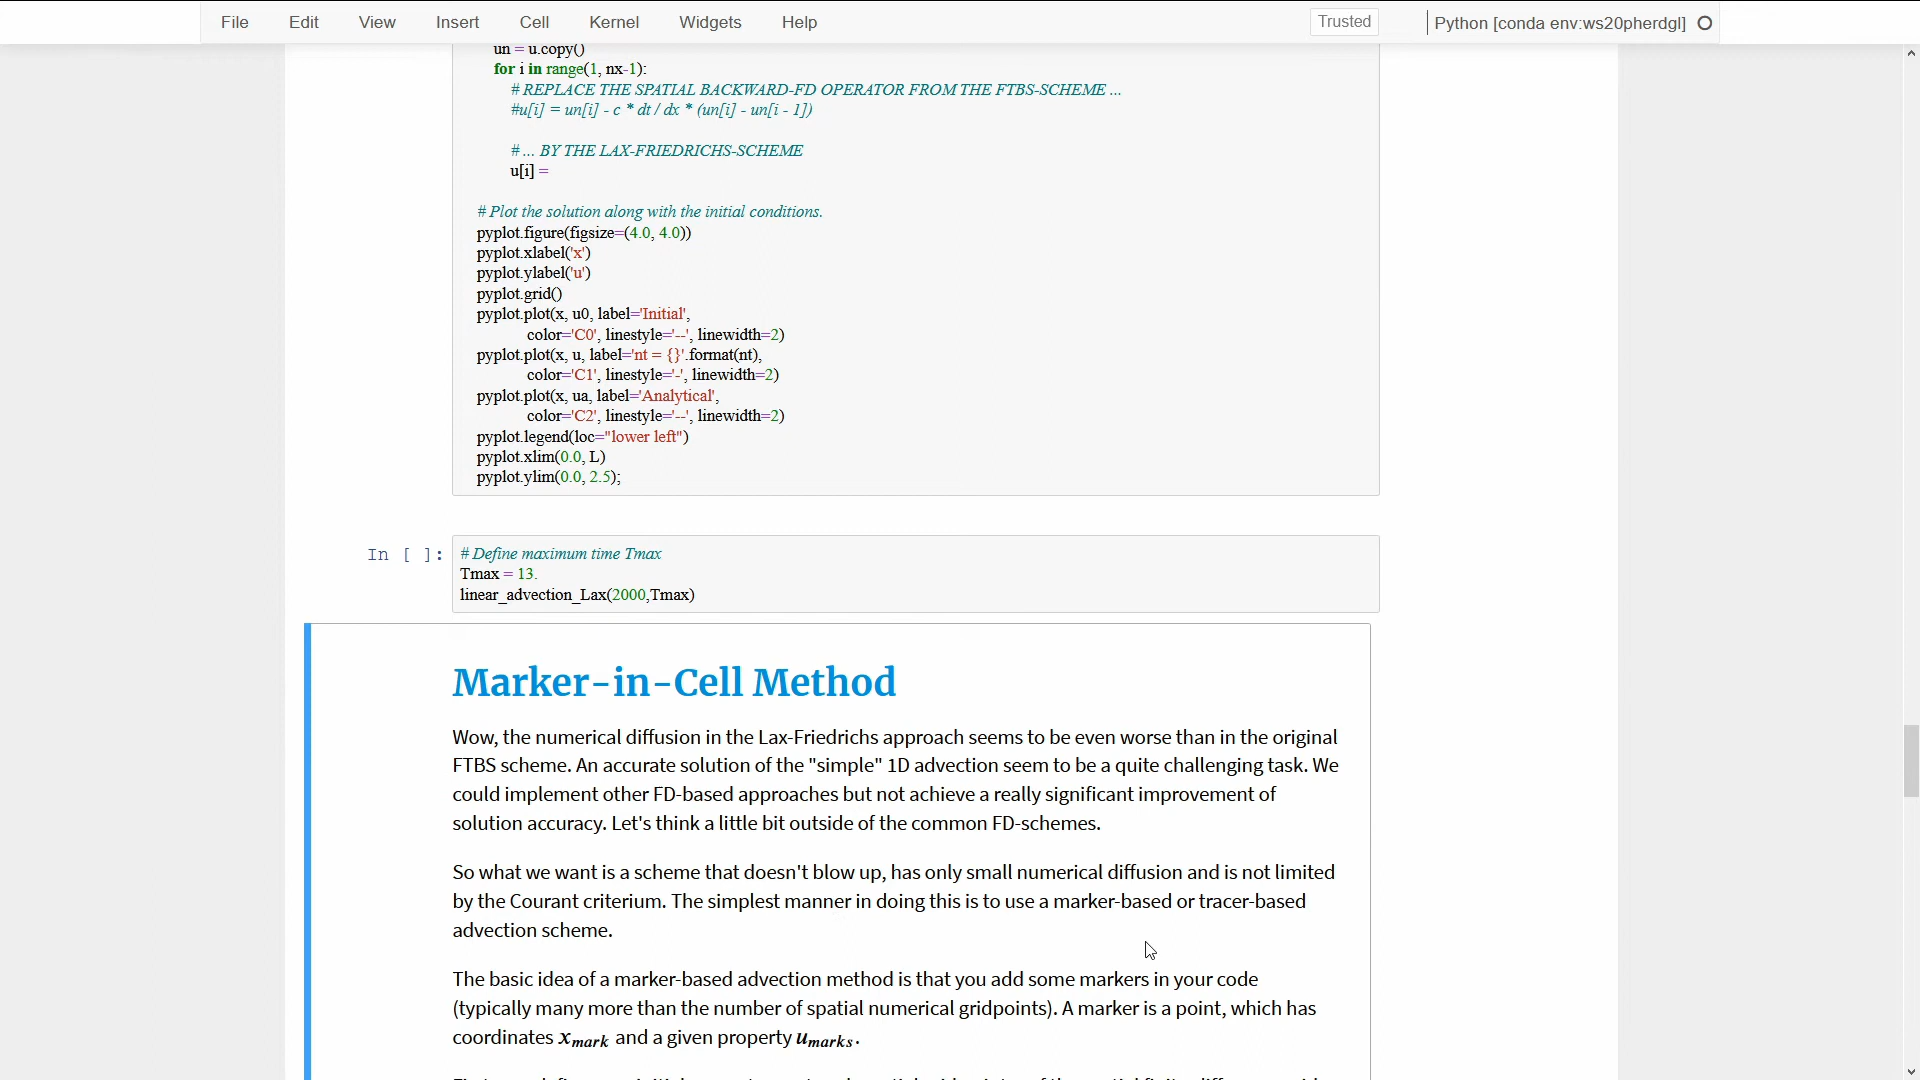 File Edit View Insert Cell Kernel Widgets Help Trusted Python [conda env:ws20pherdgl]
un = u.copy()
for i in range(1, nx-1):
# REPLACE THE SPATIAL BACKWARD-FD OPERATOR FROM THE FTBS-SCHEME ...
#u[i] = un[i] - c * dt / dx * (un[i] - un[i - 1])
# ... BY THE LAX-FRIEDRICHS-SCHEME
u[i] =
# Plot the solution along with the initial conditions.
pyplot.figure(figsize=(4.0, 4.0))
pyplot.xlabel('x')
pyplot.ylabel('u')
pyplot.grid()
pyplot.plot(x, u0, label='Initial',
color='C0', linestyle='--', linewidth=2)
pyplot.plot(x, u, label='nt = {}'.format(nt),
color='C1', linestyle='-', linewidth=2)
pyplot.plot(x, ua, label='Analytical',
color='C2', linestyle='--', linewidth=2)
pyplot.legend(loc="lower left")
pyplot.xlim(0.0, L)
pyplot.ylim(0.0, 2.5);
In [ ]: # Define maximum time Tmax
Tmax = 13.
linear_advection_Lax(2000,Tmax)
Marker-in-Cell Method
Wow, the numerical diffusion in the Lax-Friedrichs approach seems to be even worse than in the original
FTBS scheme. An accurate solution of the "simple" 1D advection seem to be a quite challenging task. We
could implement other FD-based approaches but not achieve a really significant improvement of
solution accuracy. Let's think a little bit outside of the common FD-schemes.
So what we want is a scheme that doesn't blow up, has only small numerical diffusion and is not limited
by the Courant criterium. The simplest manner in doing this is to use a marker-based or tracer-based
advection scheme.
The basic idea of a marker-based advection method is that you add some markers in your code
(typically many more than the number of spatial numerical gridpoints). A marker is a point, which has
coordinates xmark and a given property umarks.